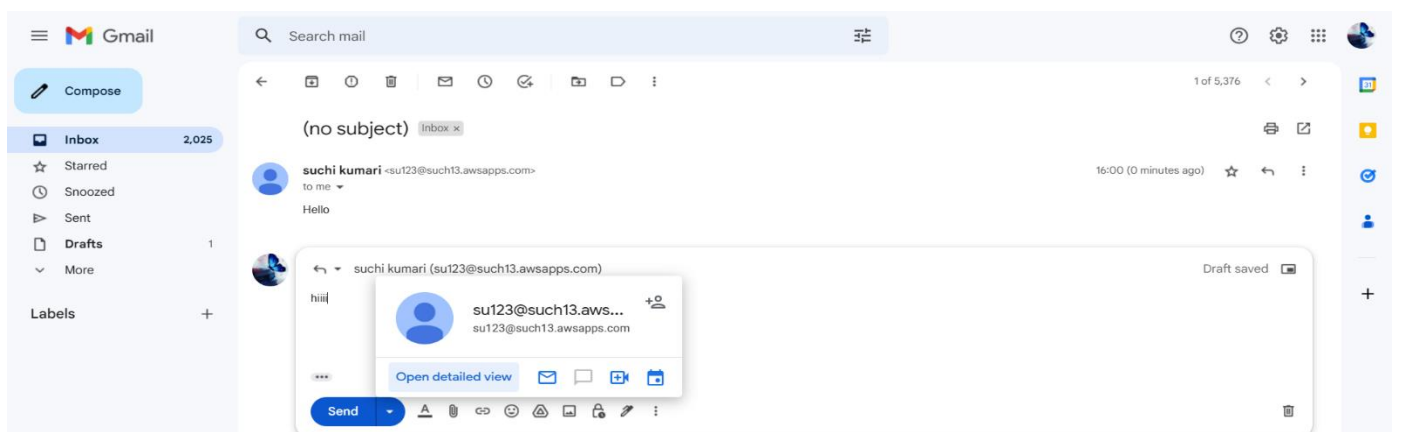 Gmail
Search mail
Compose
1 of 5,376
(no subject) Inbox ×
Inbox 2,025
Starred
Snoozed
Sent
Drafts 1
More
Labels +
suchi kumari <su123@such13.awsapps.com> 16:00 (0 minutes ago)
to me
Hello
suchi kumari (su123@such13.awsapps.com) Draft saved
hiiii
su123@such13.aws...
su123@such13.awsapps.com
Open detailed view
Send
31